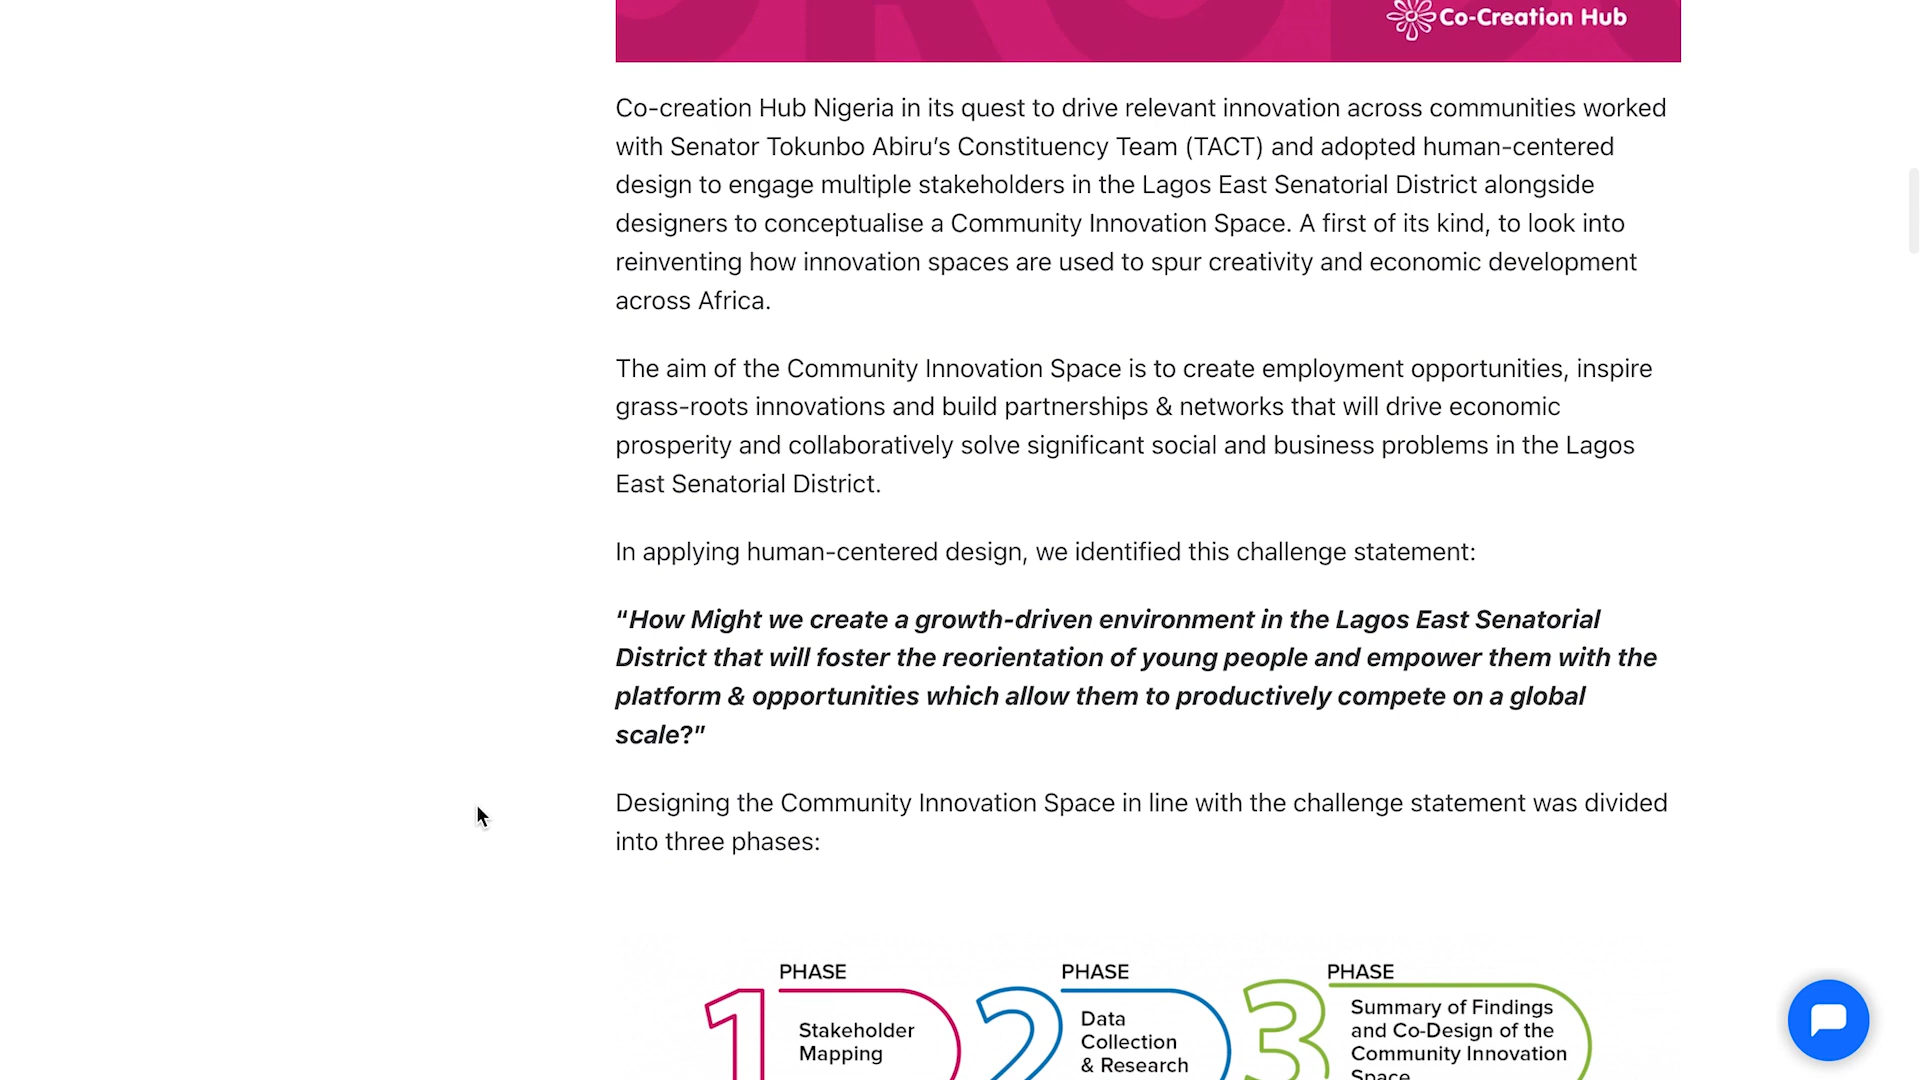 Co-Creation Hub
Co-creation Hub Nigeria in its quest to drive relevant innovation across communities worked
with Senator Tokunbo Abiru’s Constituency Team (TACT) and adopted human-centered
design to engage multiple stakeholders in the Lagos East Senatorial District alongside
designers to conceptualise a Community Innovation Space. A first of its kind, to look into
reinventing how innovation spaces are used to spur creativity and economic development
across Africa.
The aim of the Community Innovation Space is to create employment opportunities, inspire
grass-roots innovations and build partnerships & networks that will drive economic
prosperity and collaboratively solve significant social and business problems in the Lagos
East Senatorial District.
In applying human-centered design, we identified this challenge statement:
“How Might we create a growth-driven environment in the Lagos East Senatorial
District that will foster the reorientation of young people and empower them with the
platform & opportunities which allow them to productively compete on a global
scale?”
Designing the Community Innovation Space in line with the challenge statement was divided
into three phases:
PHASE
1
Stakeholder
Mapping
PHASE
2
Data
Collection
& Research
PHASE
3
Summary of Findings
and Co-Design of the
Community Innovation
Space